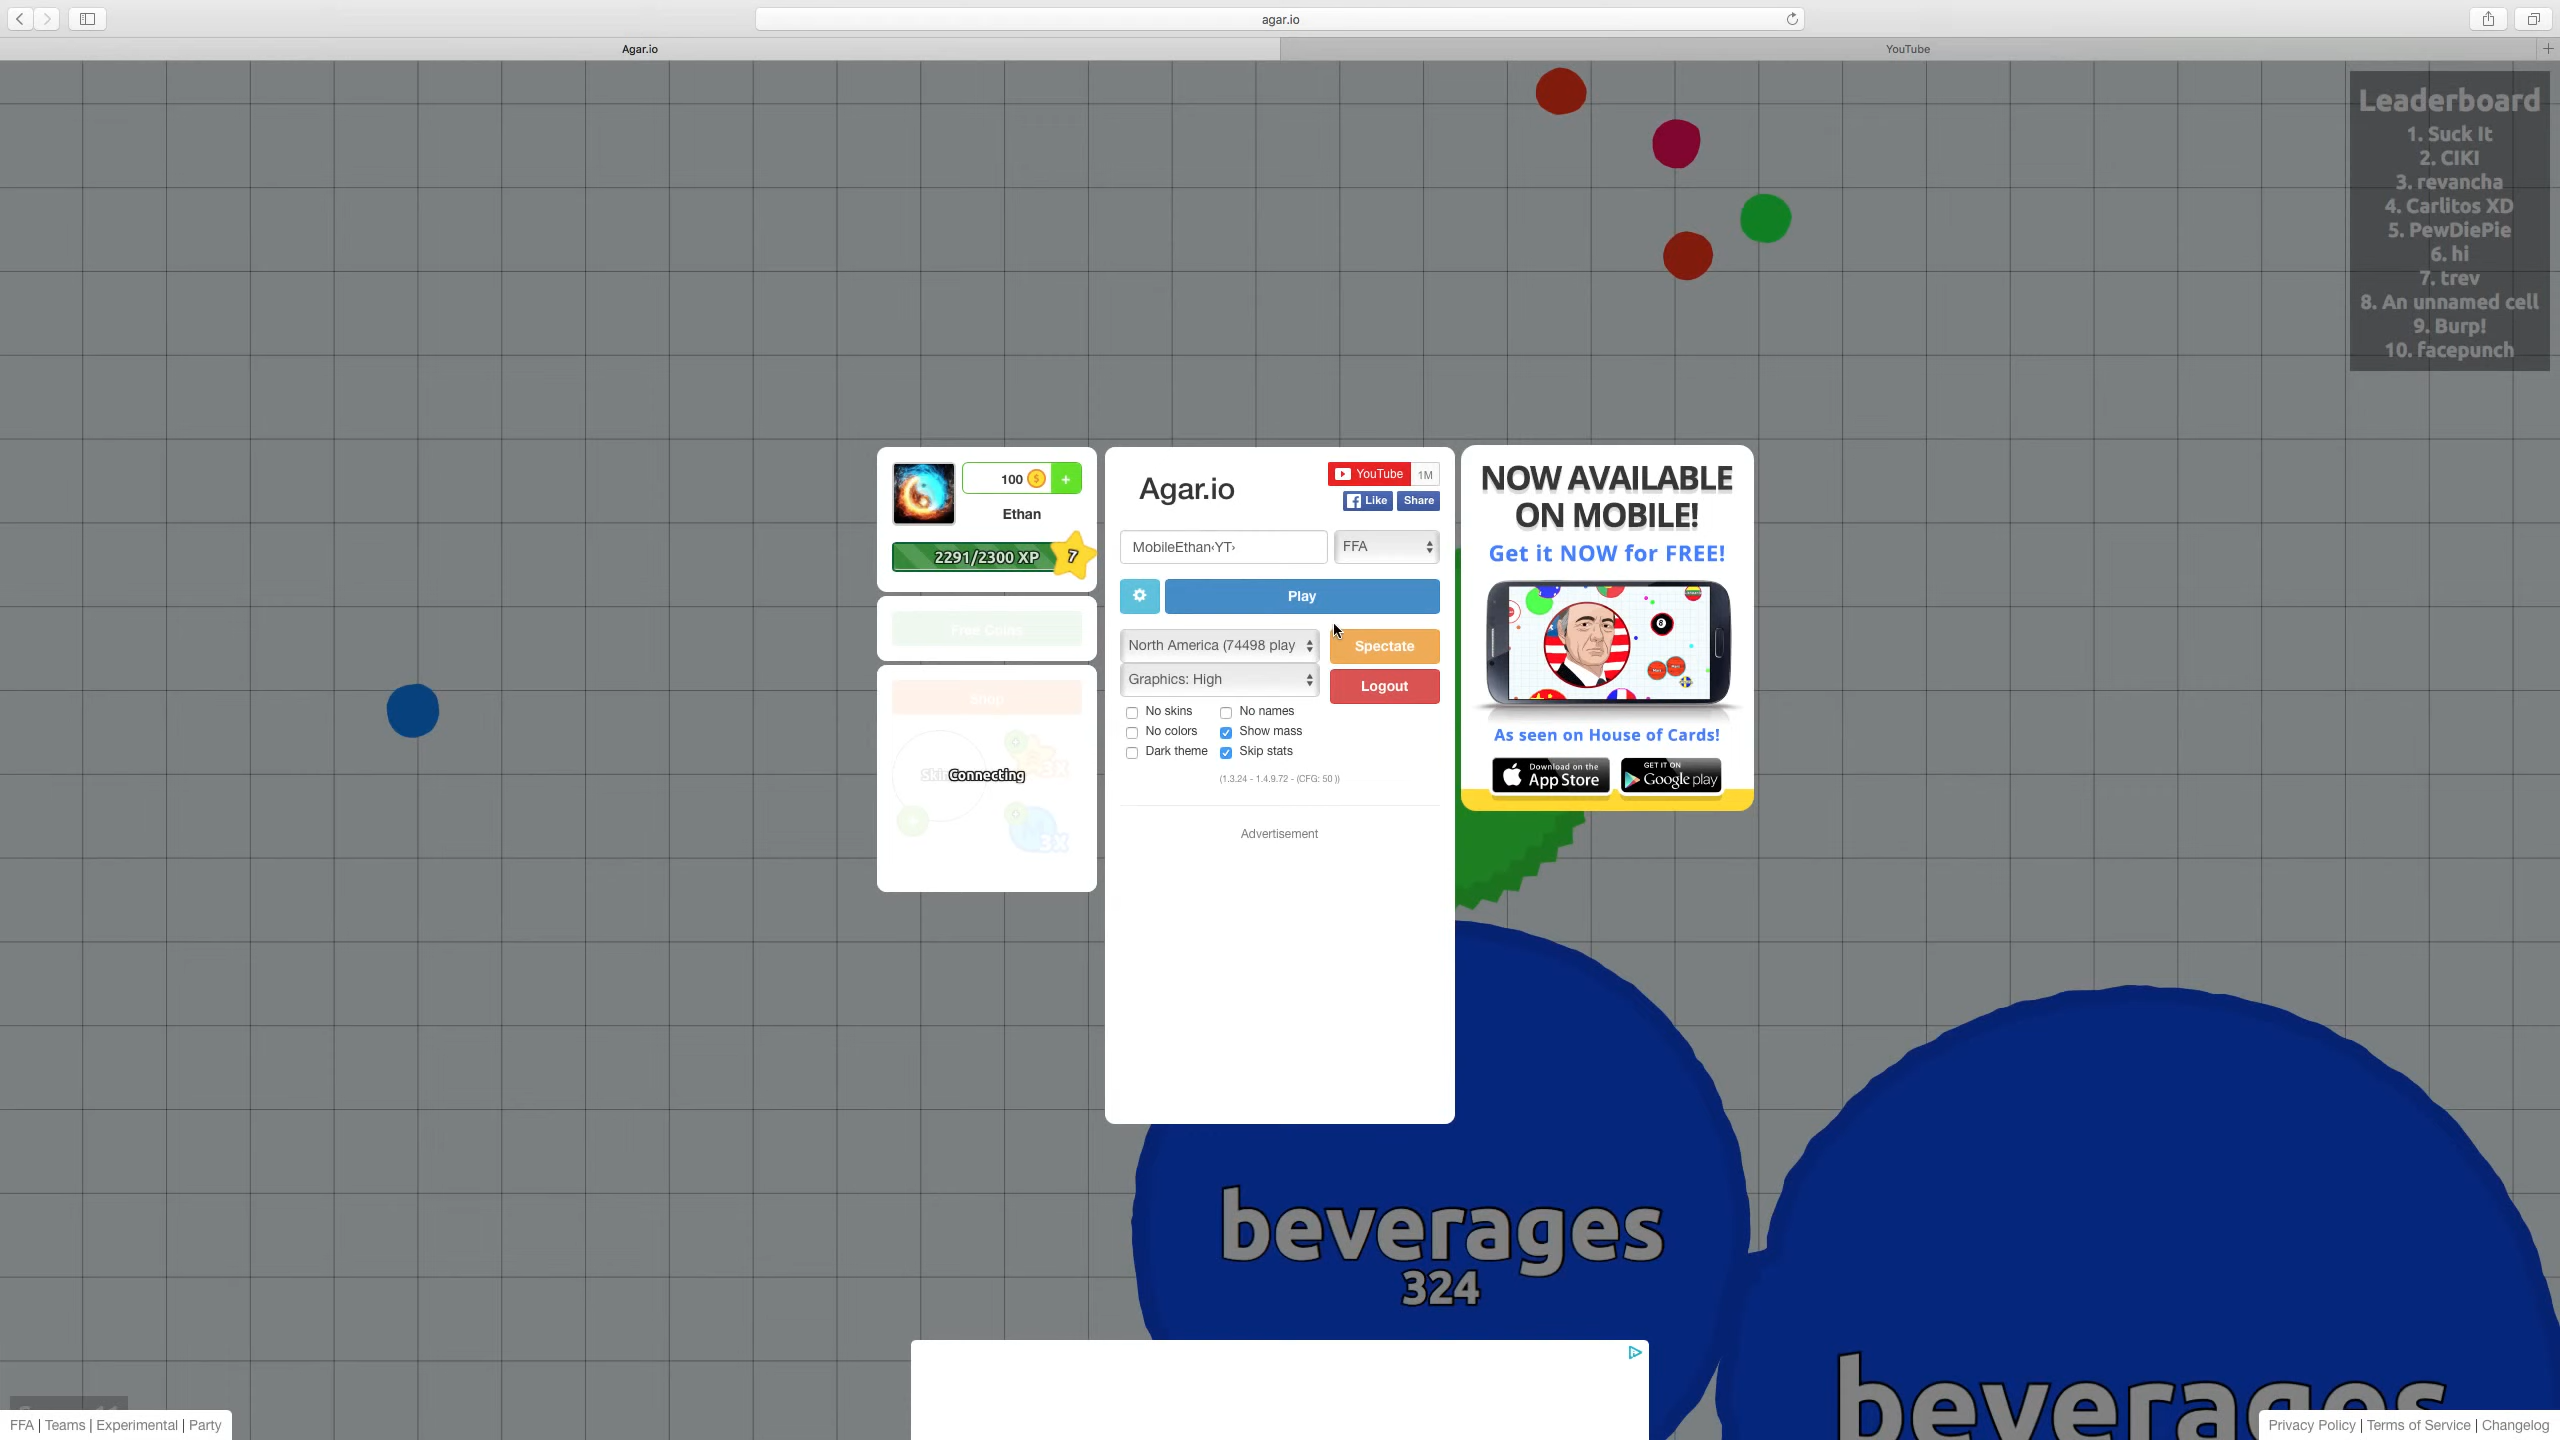 agar.io
Agar.io
YouTube
Leaderboard
1. Suck It
2. CIKI
3. revancha
4. Carlitos XD
5. PewDiePie
6. hi
7. trev
8. An unnamed cell
9. Burp!
10. facepunch
100
Ethan
2291/2300 XP
7
Free Coins
Shop
Connecting
3X
3X
Agar.io
YouTube 1M
Like Share
MobileEthan‹YT›
FFA
Play
North America (74498 play
Spectate
Graphics: High
Logout
No skins
No names
No colors
Show mass
Dark theme
Skip stats
(1.3.24 - 1.4.9.72 - (CFG: 50 ))
Advertisement
NOW AVAILABLE
ON MOBILE!
Get it NOW for FREE!
8
As seen on House of Cards!
Download on the
App Store
GET IT ON
Google play
beverages
324
beverages
FFA | Teams | Experimental | Party
Privacy Policy | Terms of Service | Changelog